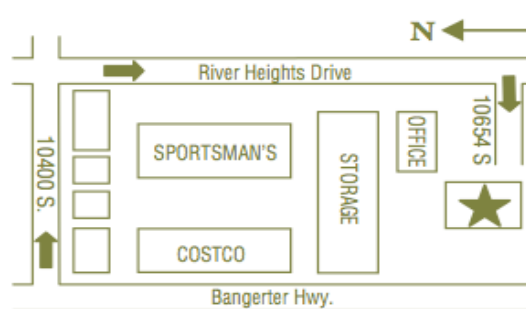 N
River Heights Drive
10400 S.
SPORTSMAN'S
STORAGE
OFFICE
10654 S
COSTCO
Bangerter Hwy.